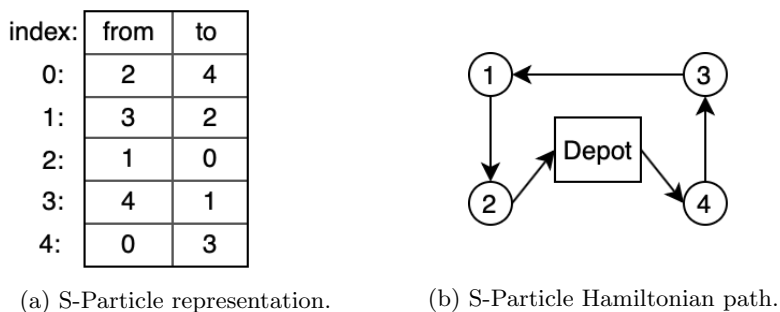 index: from to
0: 2 4
1: 3 2
2: 1 0
3: 4 1
4: 0 3
(a) S-Particle representation.
1 3
Depot
2 4
(b) S-Particle Hamiltonian path.